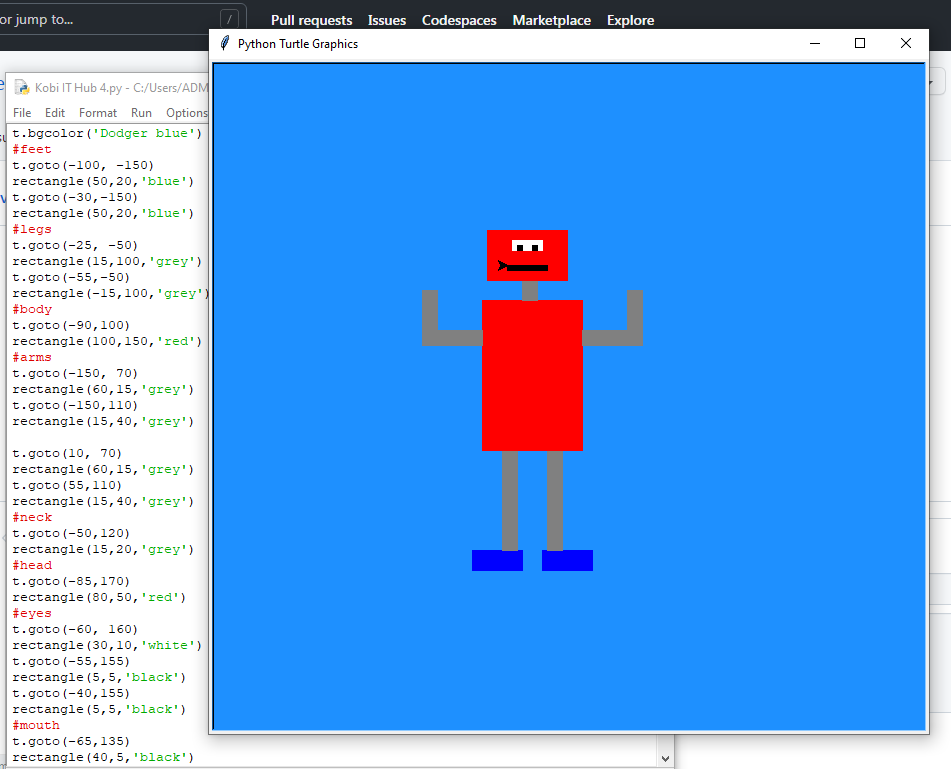 or jump to...
/
Pull requests Issues Codespaces Marketplace Explore
Python Turtle Graphics
Kobi IT Hub 4.py - C:/Users/ADM
File Edit Format Run Options
t.bgcolor('Dodger blue')
#feet
t.goto(-100, -150)
rectangle(50,20,'blue')
t.goto(-30,-150)
rectangle(50,20,'blue')
#legs
t.goto(-25, -50)
rectangle(15,100,'grey')
t.goto(-55,-50)
rectangle(-15,100,'grey')
#body
t.goto(-90,100)
rectangle(100,150,'red')
#arms
t.goto(-150, 70)
rectangle(60,15,'grey')
t.goto(-150,110)
rectangle(15,40,'grey')
t.goto(10, 70)
rectangle(60,15,'grey')
t.goto(55,110)
rectangle(15,40,'grey')
#neck
t.goto(-50,120)
rectangle(15,20,'grey')
#head
t.goto(-85,170)
rectangle(80,50,'red')
#eyes
t.goto(-60, 160)
rectangle(30,10,'white')
t.goto(-55,155)
rectangle(5,5,'black')
t.goto(-40,155)
rectangle(5,5,'black')
#mouth
t.goto(-65,135)
rectangle(40,5,'black')